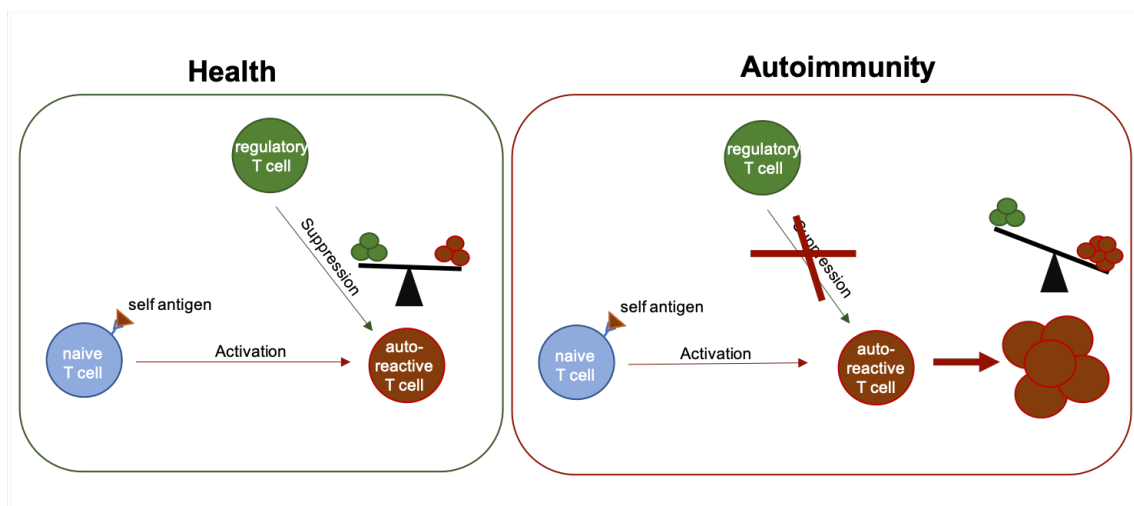 Health
regulatory
T cell
Suppression
self antigen
naive
T cell
Activation
auto-
reactive
T cell
Autoimmunity
regulatory
T cell
Suppression
self antigen
naive
T cell
Activation
auto-
reactive
T cell